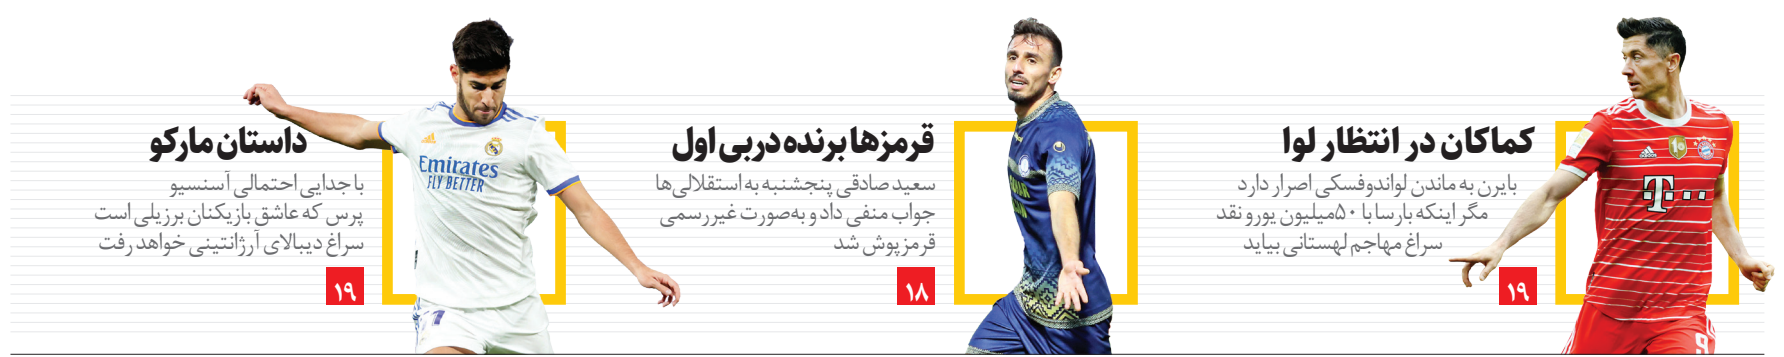 کماکان در انتظار لوا
بایرن به ماندن لواندوفسکی اصرار دارد
مگر اینکه بارسا با ۵۰میلیون یورو نقد
سراغ مهاجم لهستانی بیاید
۱۹
قرمزها برنده دربی اول
سعید صادقی پنجشنبه به استقلالی‌ها
جواب منفی داد و به‌صورت غیررسمی
قرمزپوش شد
۱۸
داستان مارکو
با جدایی احتمالی آسنسیو
پرس که عاشق بازیکنان برزیلی است
سراغ دیبالای آرژانتینی خواهد رفت
۱۹
Emirates
FLY BETTER
adidas
T